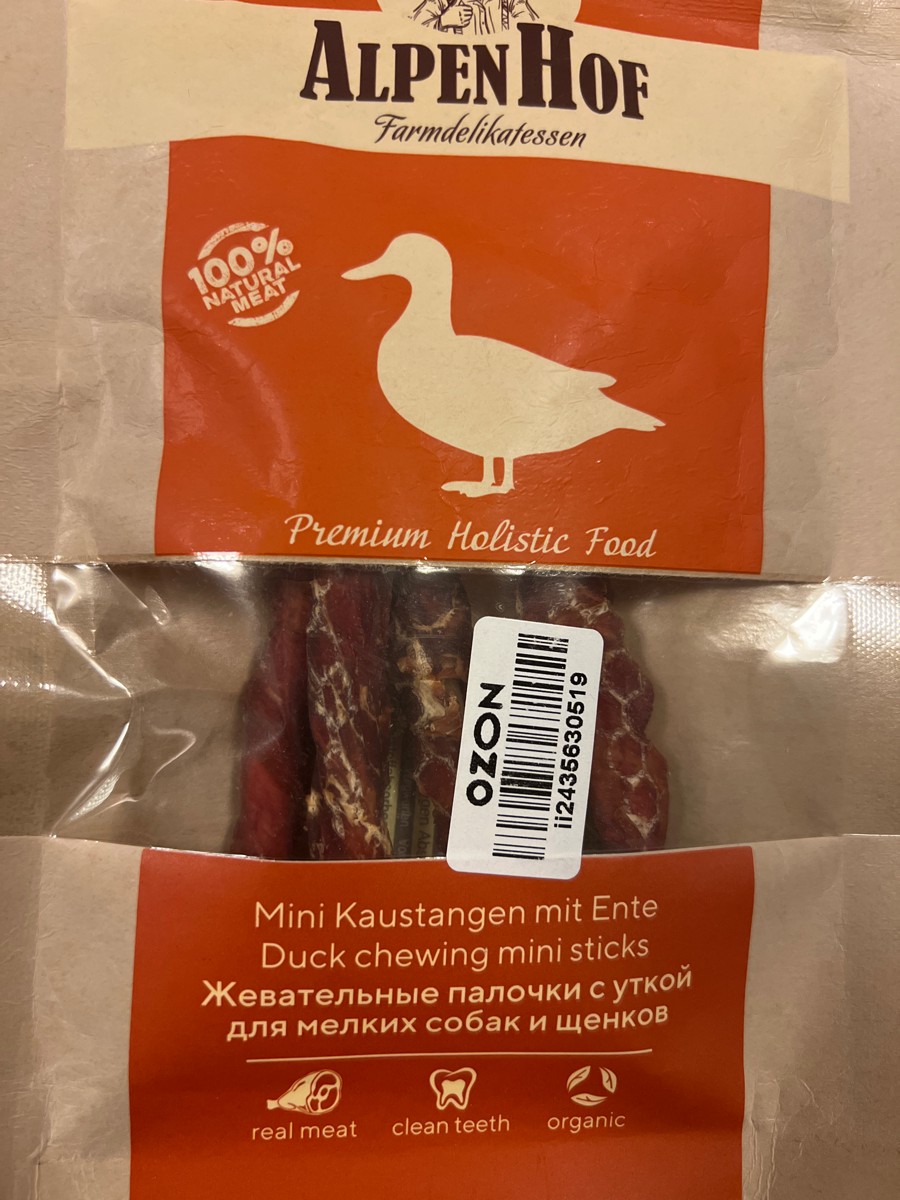 ALPENHOF
Farmdelikatessen
100%
NATURAL
MEAT
Premium Holistic Food
OZON
ii2435630519
Mini Kaustangen mit Ente
Duck chewing mini sticks
Жевательные палочки с уткой
для мелких собак и щенков
real meat
clean teeth
organic